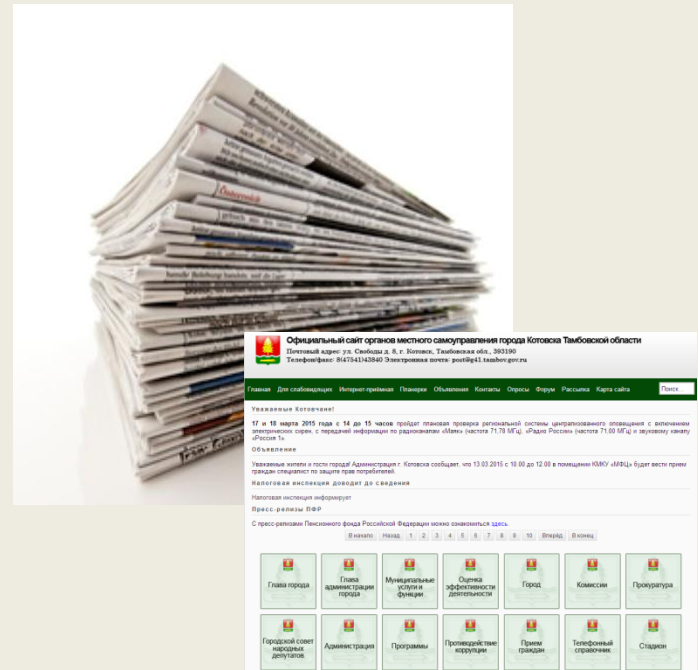 Österreich
Официальный сайт органов местного самоуправления города Котовска Тамбовской области
Почтовый адрес: ул. Свободы д. 8, г. Котовск, Тамбовская обл., 393190
Телефон/факс: 8(47541)43840 Электронная почта: post@g41.tambov.gov.ru
Главная Для слабовидящих Интернет-приёмная Планерки Объявления Контакты Опросы Форум Рассылка Карта сайта Поиск...
Уважаемые Котовчане!
17 и 18 марта 2015 года с 14 до 15 часов пройдет плановая проверка региональной системы централизованного оповещения с включением
электрических сирен, с передачей информации по радиоканалам «Маяк» (частота 71,78 МГц), «Радио России» (частота 71,00 МГц) и звуковому каналу
«Россия 1».
Объявление
Уважаемые жители и гости города! Администрация г. Котовска сообщает, что 13.03.2015 с 10.00 до 12.00 в помещении КМКУ «МФЦ» будет вести прием
граждан специалист по защите прав потребителей.
Налоговая инспекция доводит до сведения
Налоговая инспекция информирует
Пресс-релизы ПФР
С пресс-релизами Пенсионного фонда Российской Федерации можно ознакомиться здесь.
В начало Назад 1 2 3 4 5 6 7 8 9 10 Вперёд В конец
Глава города
Глава
администрации
города
Муниципальные
услуги и
функции
Оценка
эффективности
деятельности
Город
Комиссии
Прокуратура
Городской совет
народных
депутатов
Администрация
Программы
Противодействие
коррупции
Прием
граждан
Телефонный
справочник
Стадион